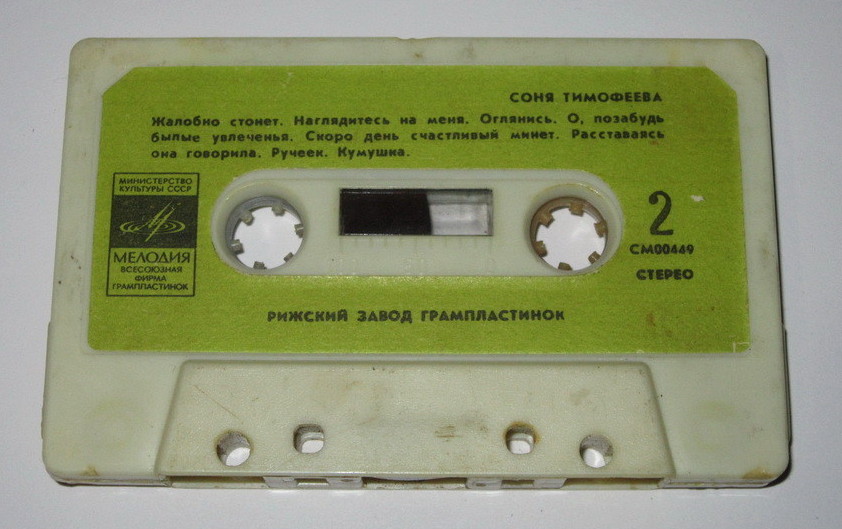 СОНЯ ТИМОФЕЕВА
Жалобно стонет. Наглядитесь на меня. Оглянись. О, позабудь
былые увлеченья. Скоро день счастливый минет. Расставаясь
она говорила. Ручеек. Кумушка.
МИНИСТЕРСТВО
КУЛЬТУРЫ СССР
МЕЛОДИЯ
ВСЕСОЮЗНАЯ
ФИРМА
ГРАМПЛАСТИНОК
2
СМ00449
СТЕРЕО
РИЖСКИЙ ЗАВОД ГРАМПЛАСТИНОК